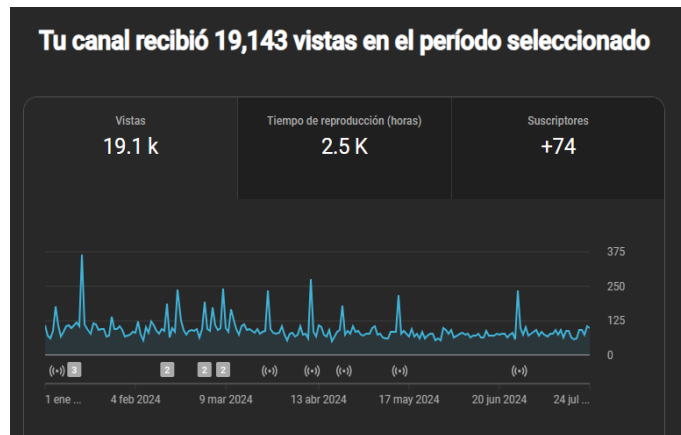 Tu canal recibió 19,143 vistas en el período seleccionado
Vistas
19.1 k
Tiempo de reproducción (horas)
2.5 K
Suscriptores
+74
375
250
125
0
3 2 2 2
1 ene ... 4 feb 2024 9 mar 2024 13 abr 2024 17 may 2024 20 jun 2024 24 jul ...